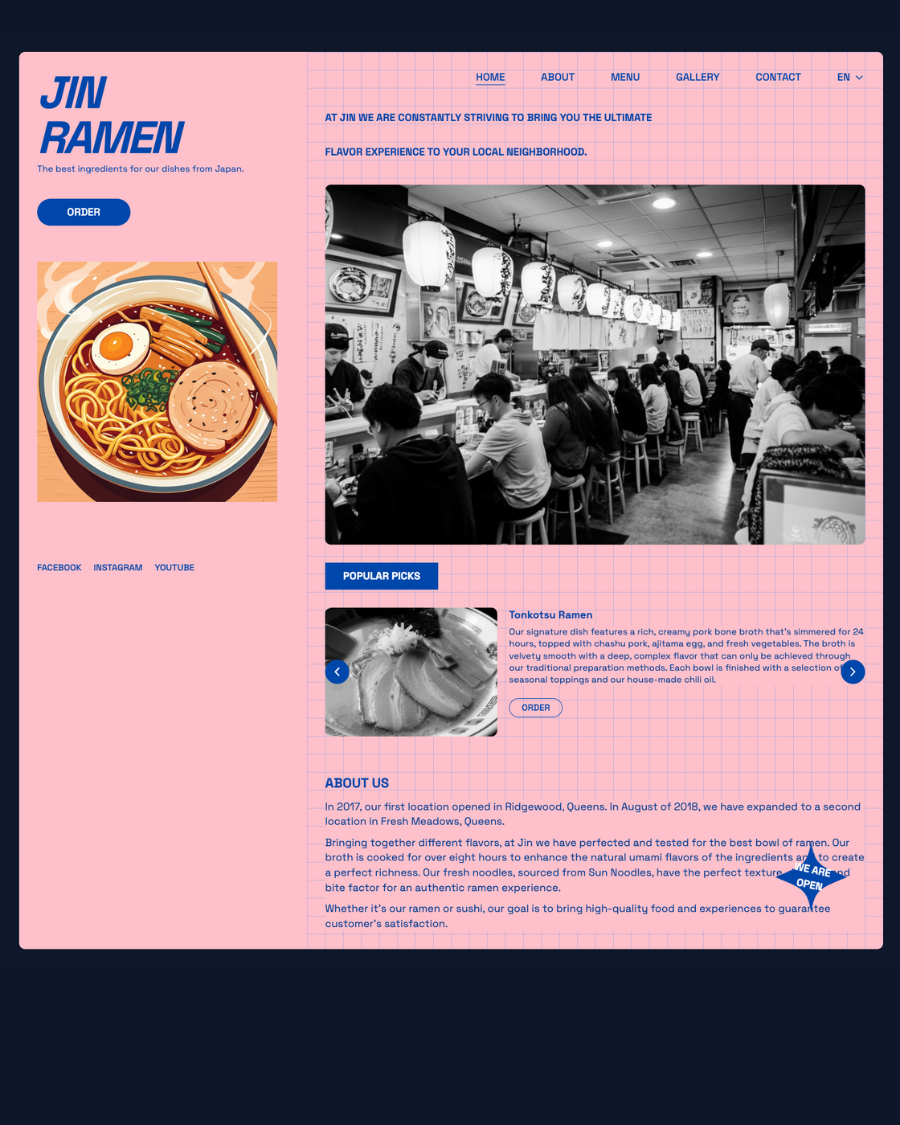 JIN
RAMEN
The best ingredients for our dishes from Japan.
ORDER
FACEBOOK INSTAGRAM YOUTUBE
HOME ABOUT MENU GALLERY CONTACT EN
AT JIN WE ARE CONSTANTLY STRIVING TO BRING YOU THE ULTIMATE
FLAVOR EXPERIENCE TO YOUR LOCAL NEIGHBORHOOD.
POPULAR PICKS
Tonkotsu Ramen
Our signature dish features a rich, creamy pork bone broth that's simmered for 24
hours, topped with chashu pork, ajitama egg, and fresh vegetables. The broth is
velvety smooth with a deep, complex flavor that can only be achieved through
our traditional preparation methods. Each bowl is finished with a selection of
seasonal toppings and our house-made chili oil.
ORDER
ABOUT US
In 2017, our first location opened in Ridgewood, Queens. In August of 2018, we have expanded to a second
location in Fresh Meadows, Queens.
Bringing together different flavors, at Jin we have perfected and tested for the best bowl of ramen. Our
broth is cooked for over eight hours to enhance the natural umami flavors of the ingredients and to create
a perfect richness. Our fresh noodles, sourced from Sun Noodles, have the perfect texture, and
bite factor for an authentic ramen experience.
WE ARE
OPEN
Whether it's our ramen or sushi, our goal is to bring high-quality food and experiences to guarantee
customer's satisfaction.